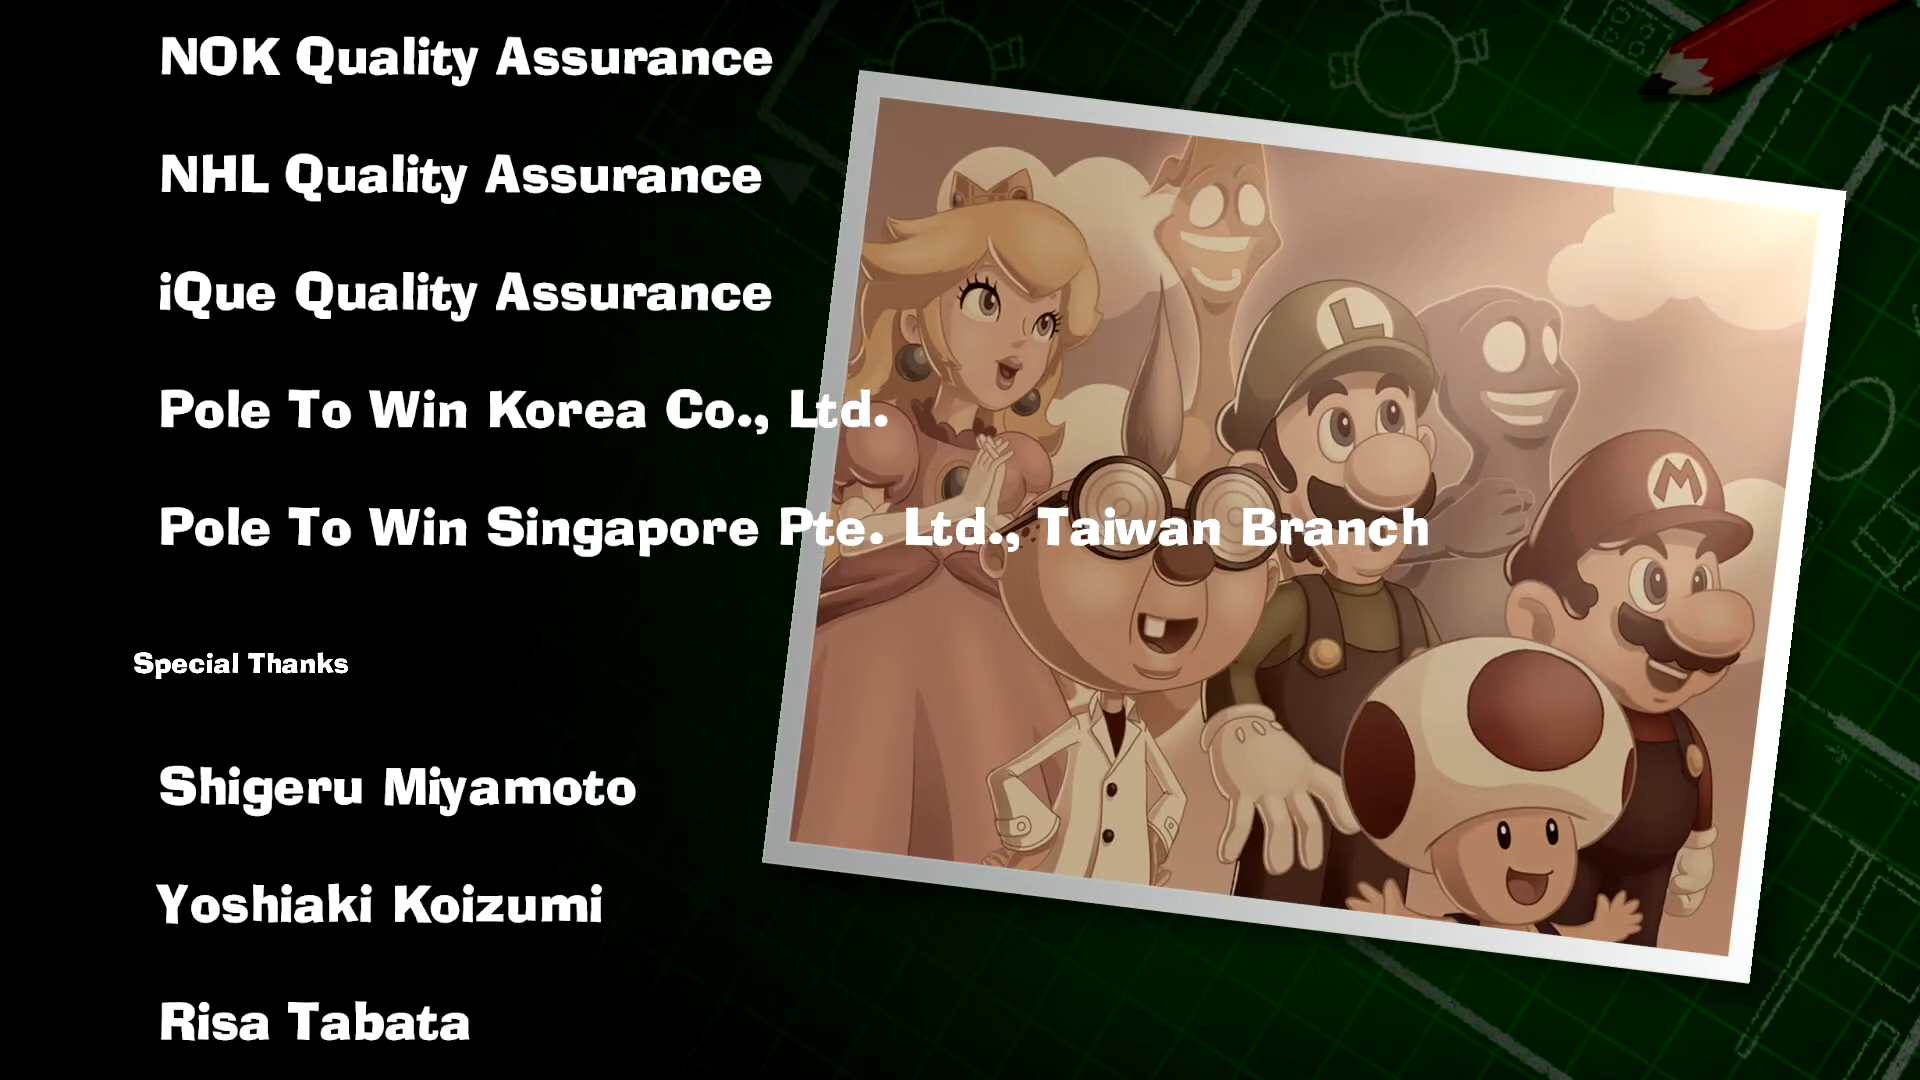 NOK Quality Assurance
NHL Quality Assurance
iQue Quality Assurance
Pole To Win Korea Co., Ltd.
Pole To Win Singapore Pte. Ltd., Taiwan Branch
Special Thanks
Shigeru Miyamoto
Yoshiaki Koizumi
Risa Tabata
L
M